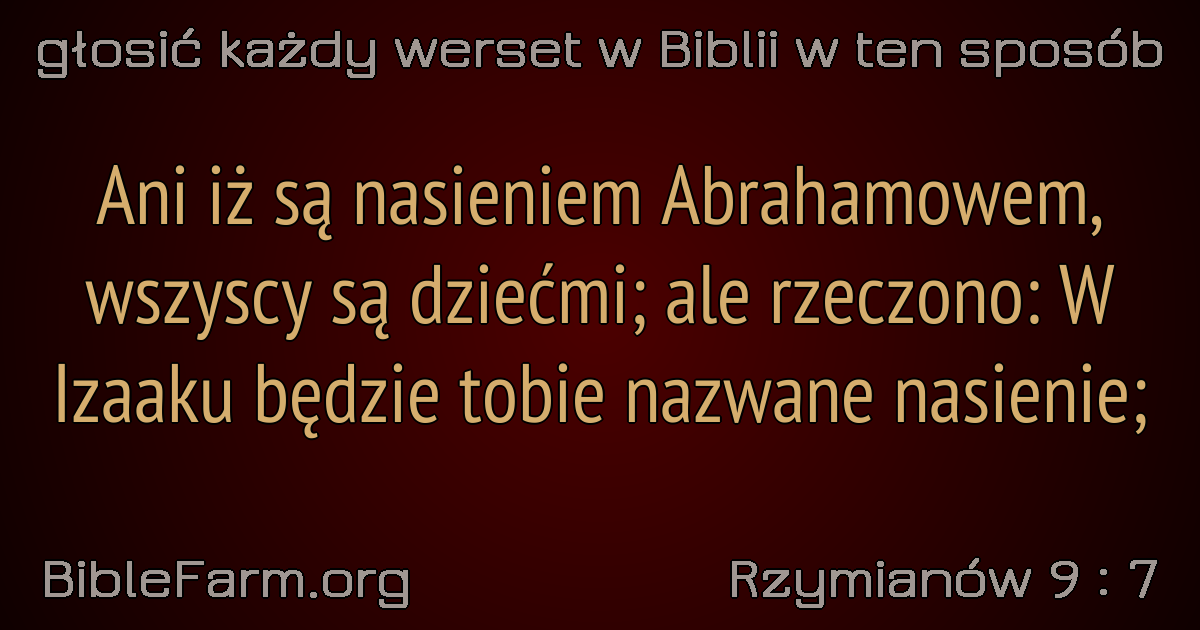 głosić każdy werset w Biblii w ten sposób
Ani iż są nasieniem Abrahamowem,
wszyscy są dziećmi; ale rzeczono: W
Izaaku będzie tobie nazwane nasienie;
BibleFarm.org
Rzymianów 9 : 7